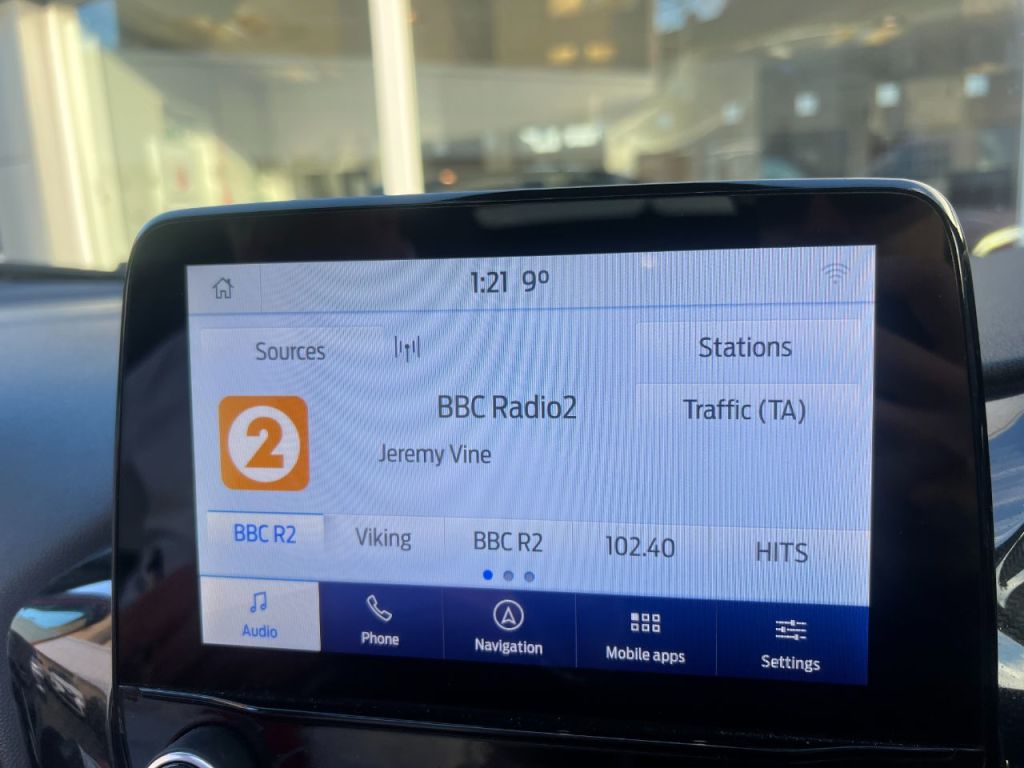 1:21 9°
Sources
Stations
BBC Radio2
Traffic (TA)
2
Jeremy Vine
BBC R2
Viking
BBC R2
102.40
HITS
Audio
Phone
Navigation
Mobile apps
Settings